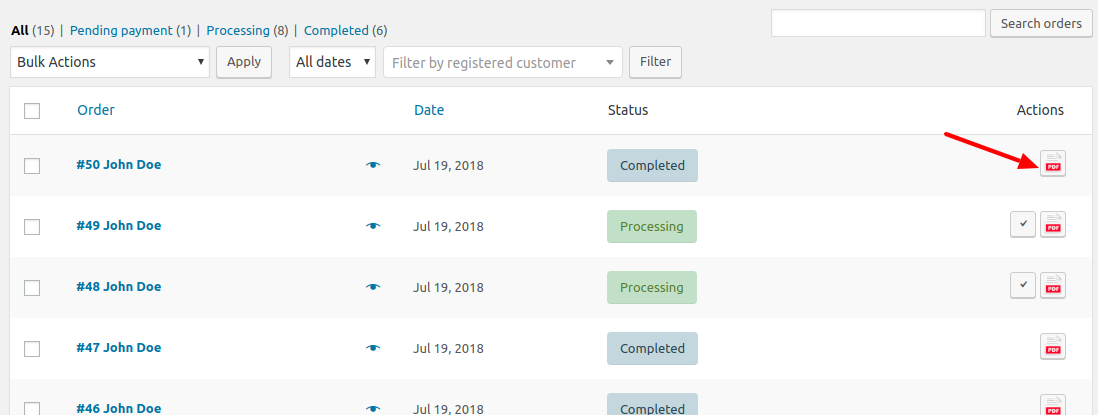 All (15) | Pending payment (1) | Processing (8) | Completed (6)
Search orders
Bulk Actions Apply All dates Filter by registered customer Filter
Order Date Status Actions
#50 John Doe Jul 19, 2018 Completed PDF
#49 John Doe Jul 19, 2018 Processing PDF
#48 John Doe Jul 19, 2018 Processing PDF
#47 John Doe Jul 19, 2018 Completed PDF
#46 John Doe Jul 19, 2018 Completed PDF